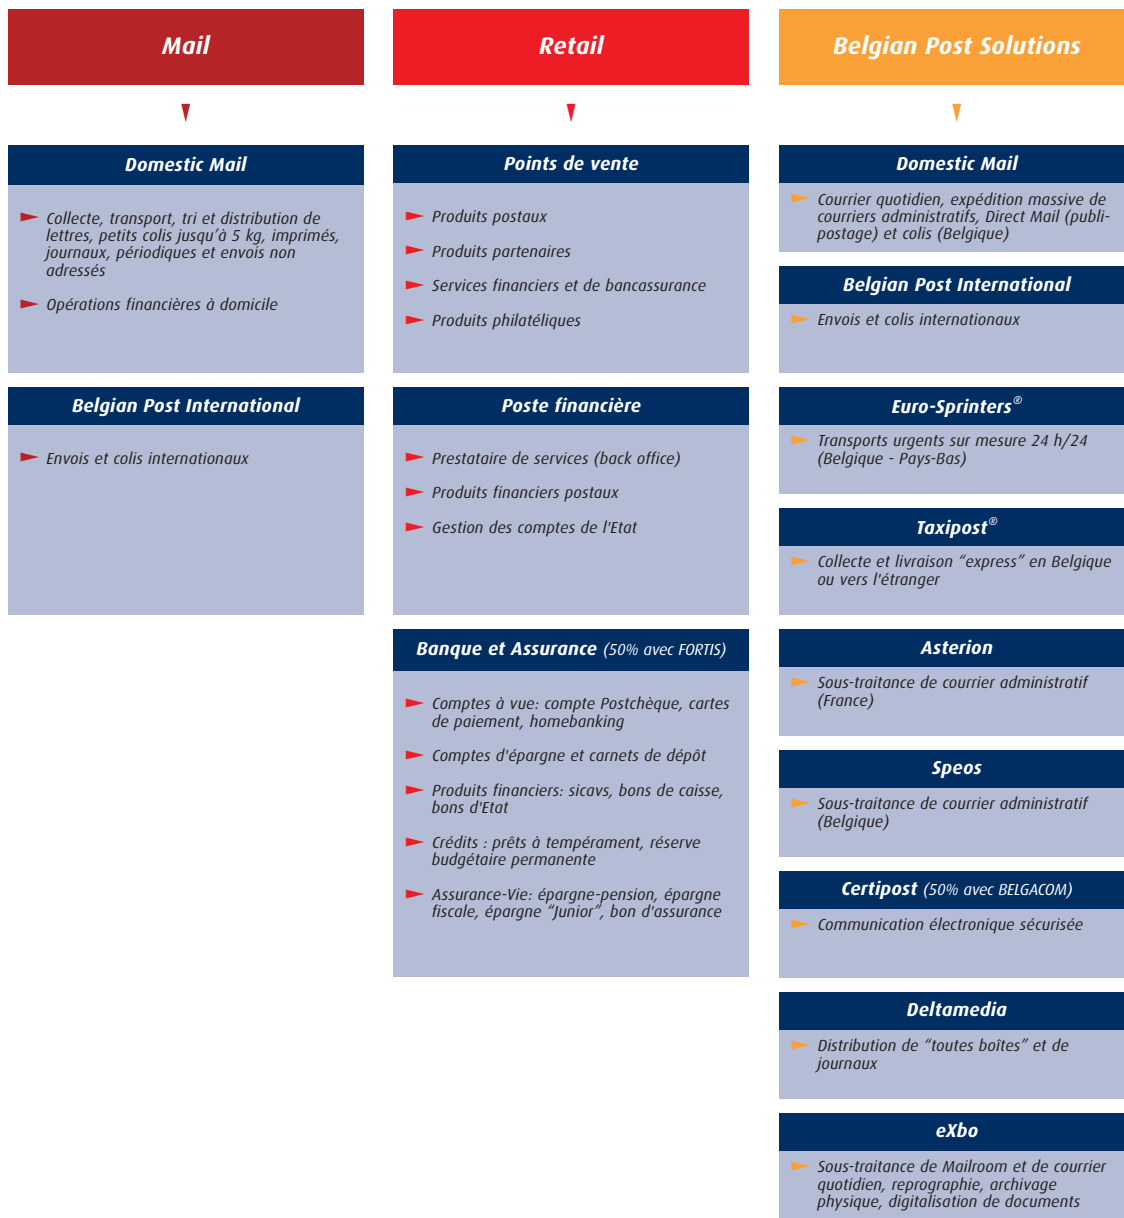 Mail
Domestic Mail
Collecte, transport, tri et distribution de
lettres, petits colis jusqu'à 5 kg, imprimés,
journaux, périodiques et envois non
adressés
Opérations financières à domicile
Belgian Post International
Envois et colis internationaux
Retail
Points de vente
Produits postaux
Produits partenaires
Services financiers et de bancassurance
Produits philatéliques
Poste financière
Prestataire de services (back office)
Produits financiers postaux
Gestion des comptes de l'Etat
Banque et Assurance (50% avec FORTIS)
Comptes à vue: compte Postchèque, cartes
de paiement, homebanking
Comptes d'épargne et carnets de dépôt
Produits financiers: sicavs, bons de caisse,
bons d'Etat
Crédits : prêts à tempérament, réserve
budgétaire permanente
Assurance-Vie: épargne-pension, épargne
fiscale, épargne “Junior”, bon d'assurance
Belgian Post Solutions
Domestic Mail
Courrier quotidien, expédition massive de
courriers administratifs, Direct Mail (publi-
postage) et colis (Belgique)
Belgian Post International
Envois et colis internationaux
Euro-Sprinters®
Transports urgents sur mesure 24 h/24
(Belgique - Pays-Bas)
Taxipost®
Collecte et livraison “express” en Belgique
ou vers l'étranger
Asterion
Sous-traitance de courrier administratif
(France)
Speos
Sous-traitance de courrier administratif
(Belgique)
Certipost (50% avec BELGACOM)
Communication électronique sécurisée
Deltamedia
Distribution de “toutes boîtes” et de
journaux
eXbo
Sous-traitance de Mailroom et de courrier
quotidien, reprographie, archivage
physique, digitalisation de documents